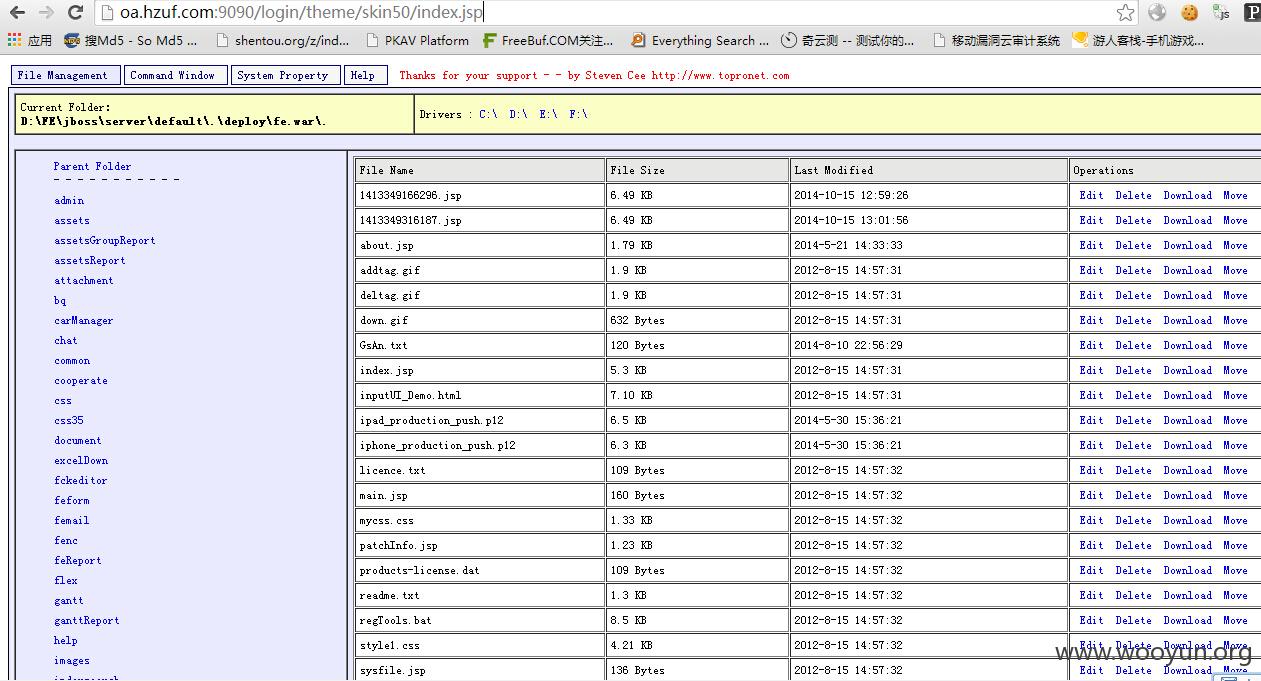 oa.hzuf.com:9090/login/theme/skin50/index.jsp
应用 搜Md5 - So Md5 ... shentou.org/z/ind... PKAV Platform FreeBuf.COM关注... Everything Search ... 奇云测 -- 测试你的... 移动漏洞云审计系统 游人客栈-手机游戏...
File Management Command Window System Property Help Thanks for your support - - by Steven Cee http://www.topronet.com
Current Folder:
D:\FE\jboss\server\default\.\deploy\fe.war\.
Drivers : C:\ D:\ E:\ F:\
Parent Folder
- - - - - - - - - - -
admin
assets
assetsGroupReport
assetsReport
attachment
bq
carManager
chat
common
cooperate
css
css35
document
excelDown
fckeditor
feform
femail
fenc
feReport
flex
gantt
ganttReport
help
images
File Name File Size Last Modified Operations
1413349166296.jsp 6.49 KB 2014-10-15 12:59:26 Edit Delete Download Move
1413349316187.jsp 6.49 KB 2014-10-15 13:01:56 Edit Delete Download Move
about.jsp 1.79 KB 2014-5-21 14:33:33 Edit Delete Download Move
addtag.gif 1.9 KB 2012-8-15 14:57:31 Edit Delete Download Move
deltag.gif 1.9 KB 2012-8-15 14:57:31 Edit Delete Download Move
down.gif 632 Bytes 2012-8-15 14:57:31 Edit Delete Download Move
GsAn.txt 120 Bytes 2014-8-10 22:56:29 Edit Delete Download Move
index.jsp 5.3 KB 2012-8-15 14:57:31 Edit Delete Download Move
inputUI_Demo.html 7.10 KB 2012-8-15 14:57:31 Edit Delete Download Move
ipad_production_push.p12 6.5 KB 2014-5-30 15:36:21 Edit Delete Download Move
iphone_production_push.p12 6.3 KB 2014-5-30 15:36:21 Edit Delete Download Move
licence.txt 109 Bytes 2012-8-15 14:57:32 Edit Delete Download Move
main.jsp 160 Bytes 2012-8-15 14:57:32 Edit Delete Download Move
mycss.css 1.33 KB 2012-8-15 14:57:32 Edit Delete Download Move
patchInfo.jsp 1.23 KB 2012-8-15 14:57:32 Edit Delete Download Move
products-license.dat 109 Bytes 2012-8-15 14:57:32 Edit Delete Download Move
readme.txt 1.3 KB 2012-8-15 14:57:32 Edit Delete Download Move
regTools.bat 8.5 KB 2012-8-15 14:57:32 Edit Delete Download Move
style1.css 4.21 KB 2012-8-15 14:57:32 Edit Delete Download Move
sysfile.jsp 136 Bytes 2012-8-15 14:57:32 Edit Delete Download Move
www.wooyun.org